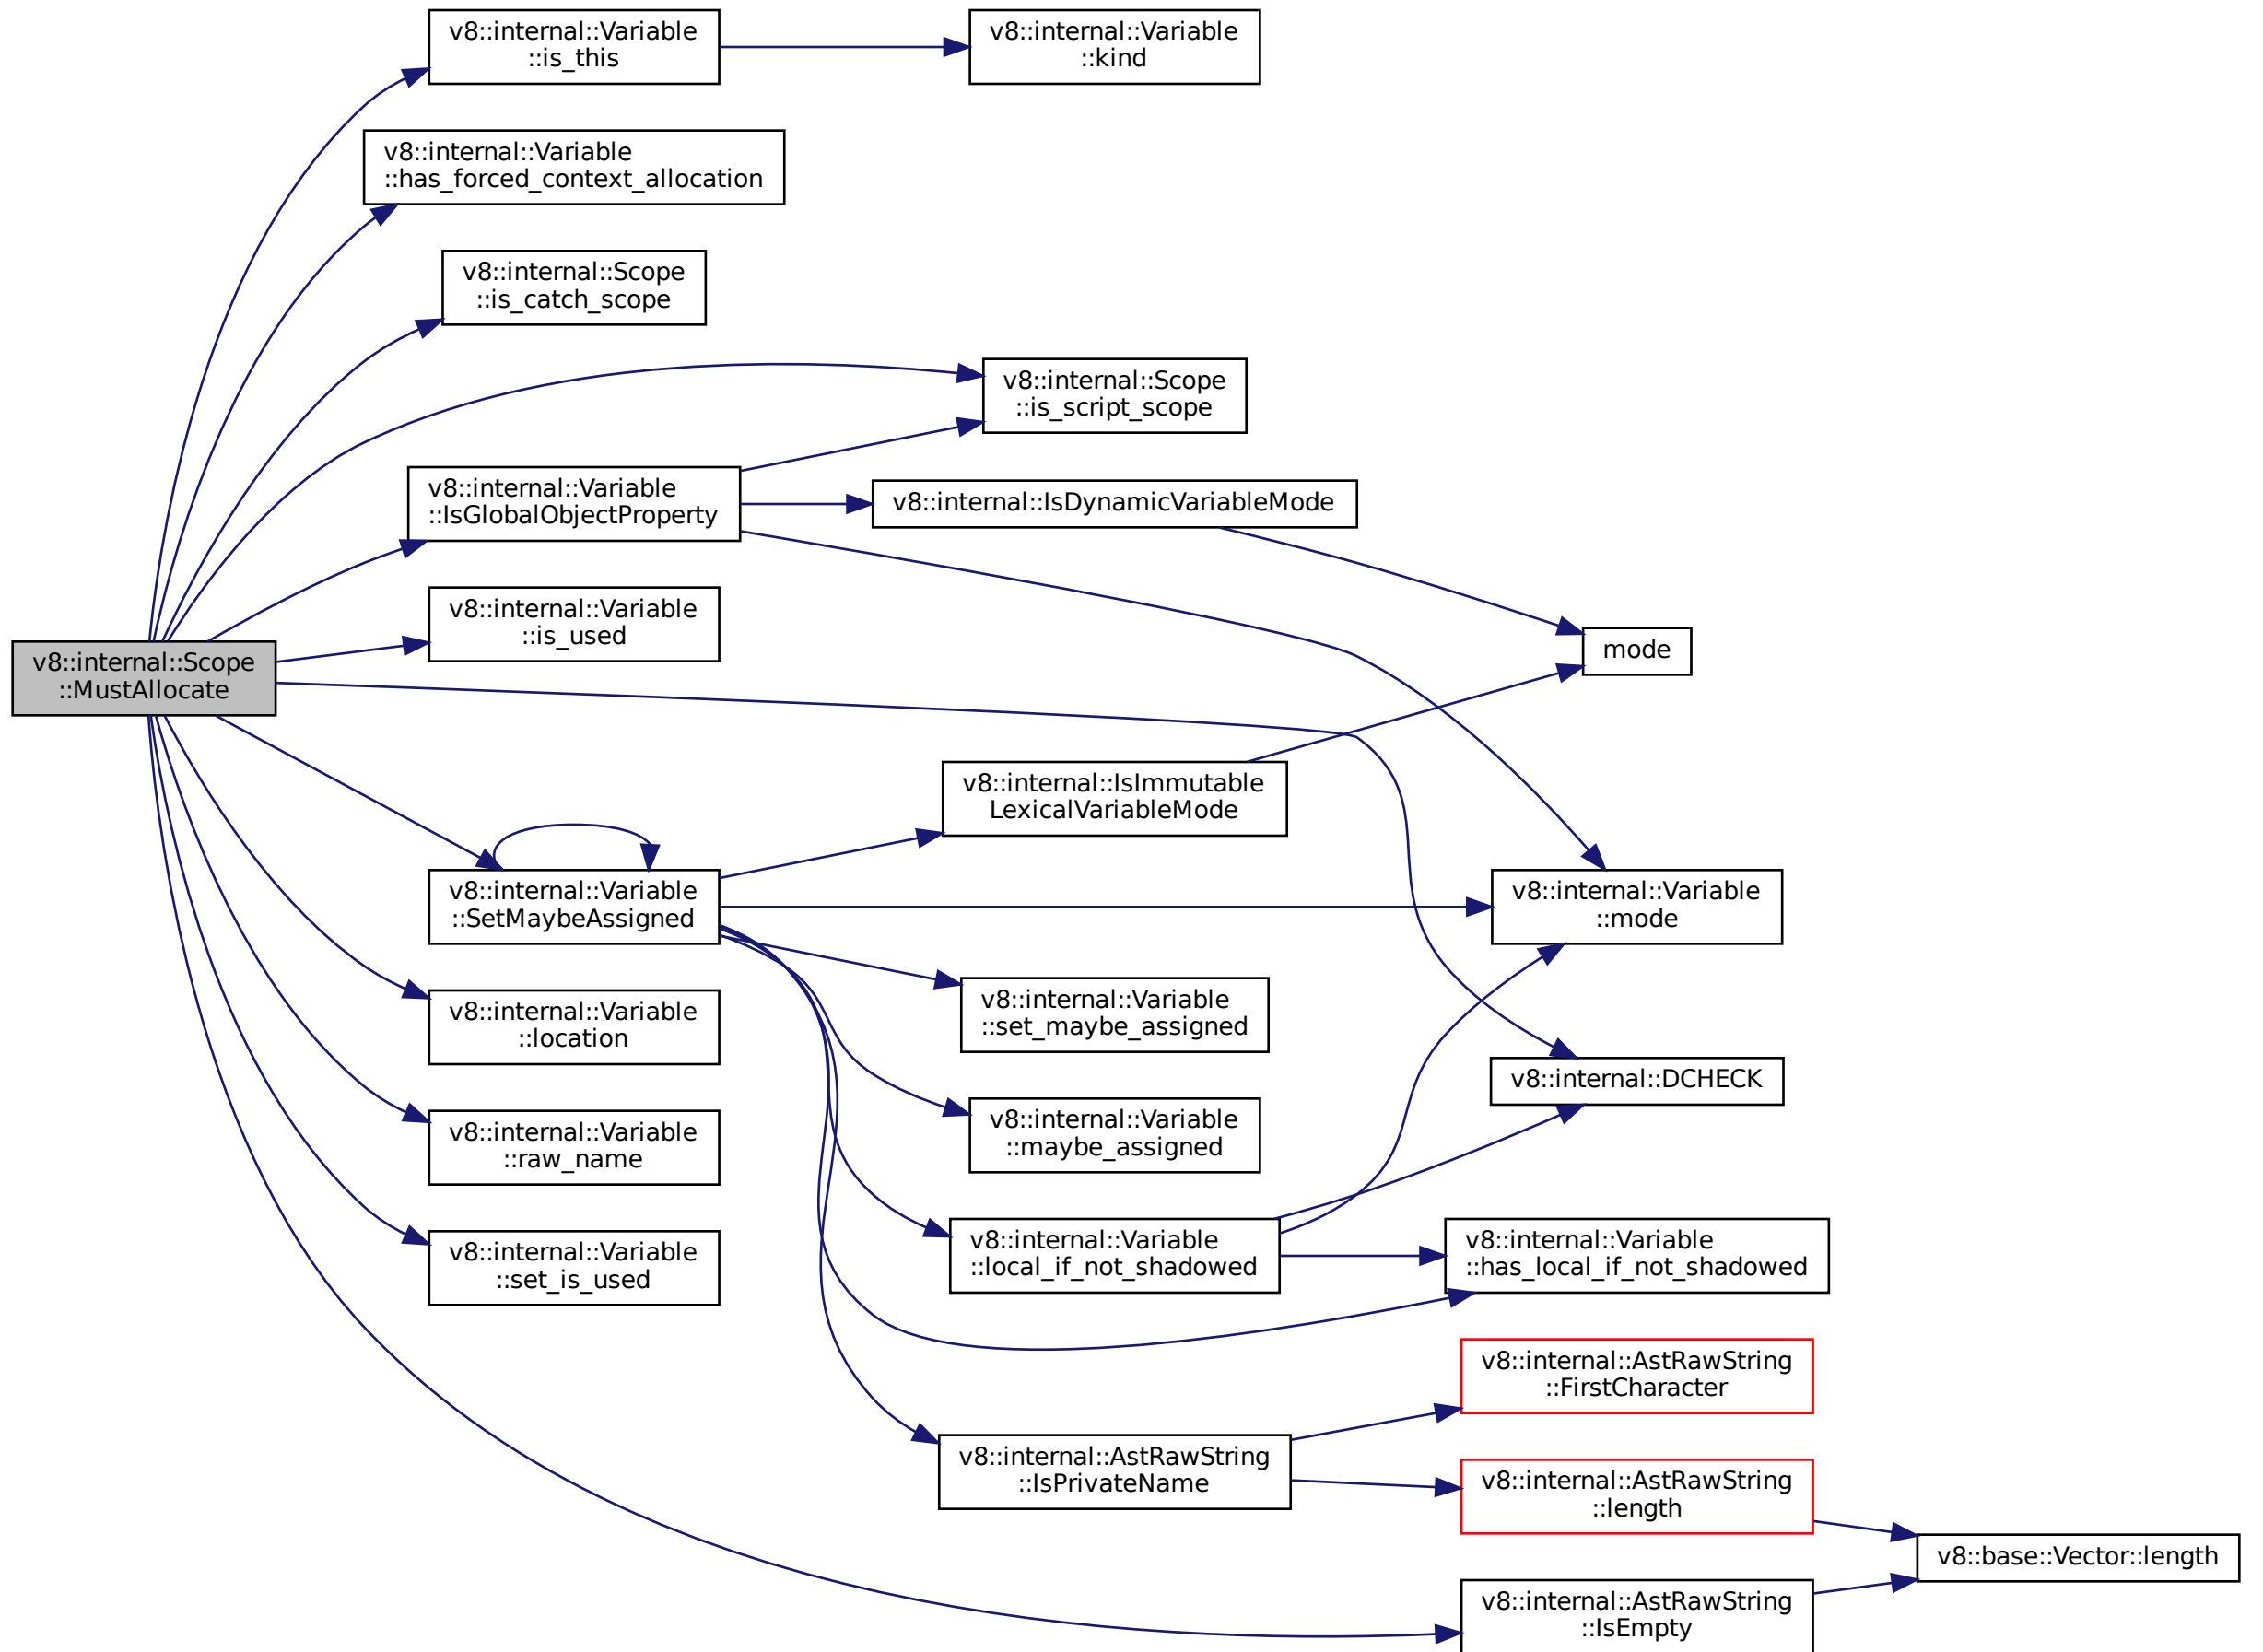 v8::internal::Variable
::is_this
v8::internal::Variable
::kind
v8::internal::Variable
::has_forced_context_allocation
v8::internal::Scope
::is_catch_scope
v8::internal::Scope
::is_script_scope
v8::internal::Variable
::IsGlobalObjectProperty
v8::internal::IsDynamicVariableMode
v8::internal::Variable
::is_used
mode
v8::internal::Scope
::MustAllocate
v8::internal::IsImmutable
LexicalVariableMode
v8::internal::Variable
::SetMaybeAssigned
v8::internal::Variable
::mode
v8::internal::Variable
::location
v8::internal::Variable
::set_maybe_assigned
v8::internal::DCHECK
v8::internal::Variable
::raw_name
v8::internal::Variable
::maybe_assigned
v8::internal::Variable
::set_is_used
v8::internal::Variable
::local_if_not_shadowed
v8::internal::Variable
::has_local_if_not_shadowed
v8::internal::AstRawString
::FirstCharacter
v8::internal::AstRawString
::IsPrivateName
v8::internal::AstRawString
::length
v8::base::Vector::length
v8::internal::AstRawString
::IsEmpty